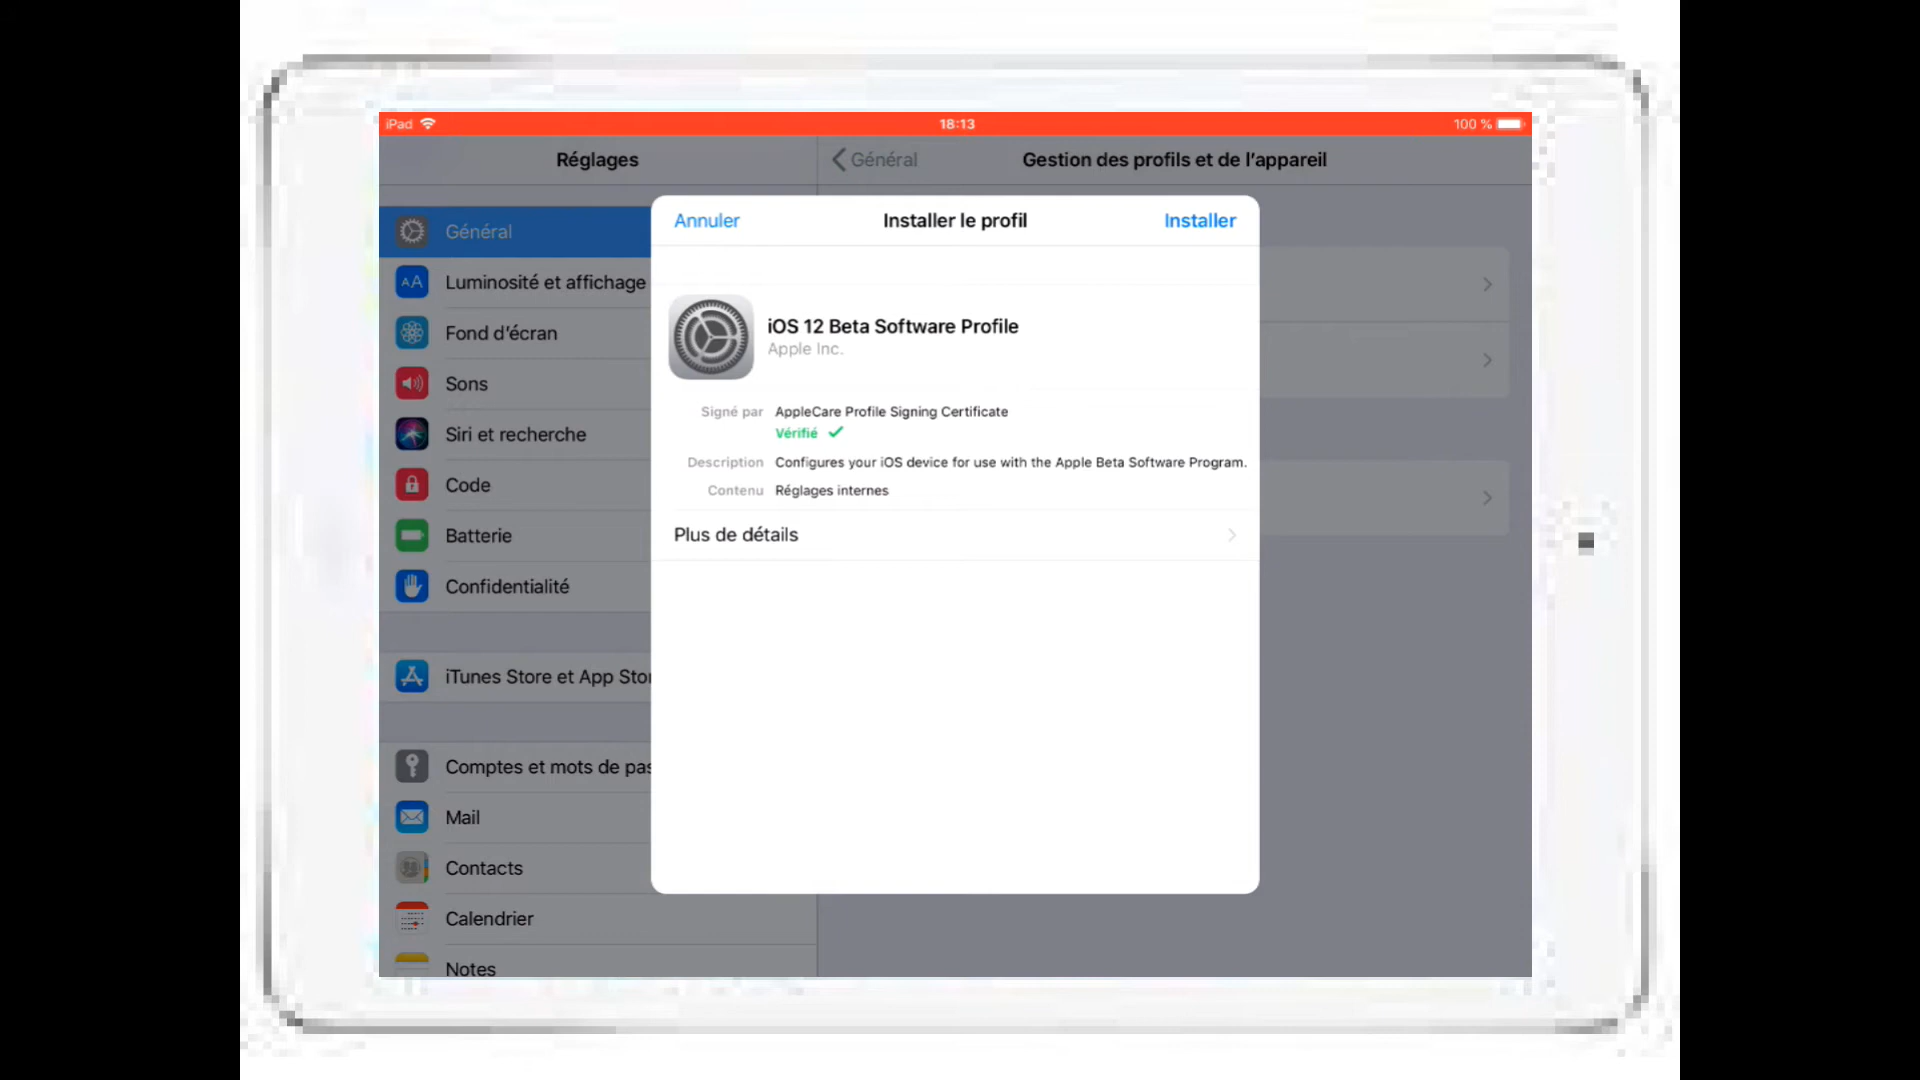 iPad 18:13 100 %
Réglages
Général
Gestion des profils et de l'appareil
Annuler
Installer le profil
Installer
iOS 12 Beta Software Profile
Apple Inc.
Signé par AppleCare Profile Signing Certificate
Vérifié
Description Configures your iOS device for use with the Apple Beta Software Program.
Contenu Réglages internes
Plus de détails
Général
Luminosité et affichage
Fond d'écran
Sons
Siri et recherche
Code
Batterie
Confidentialité
iTunes Store et App Sto
Comptes et mots de pas
Mail
Contacts
Calendrier
Notes